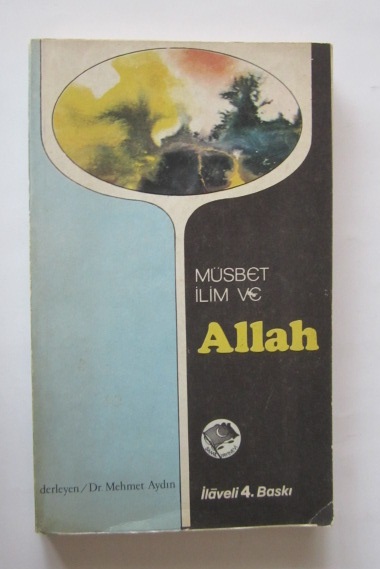 MÜSBET
İLİM VE
Allah
derleyen/Dr Mehmet Aydın
İlâveli 4. Baskı